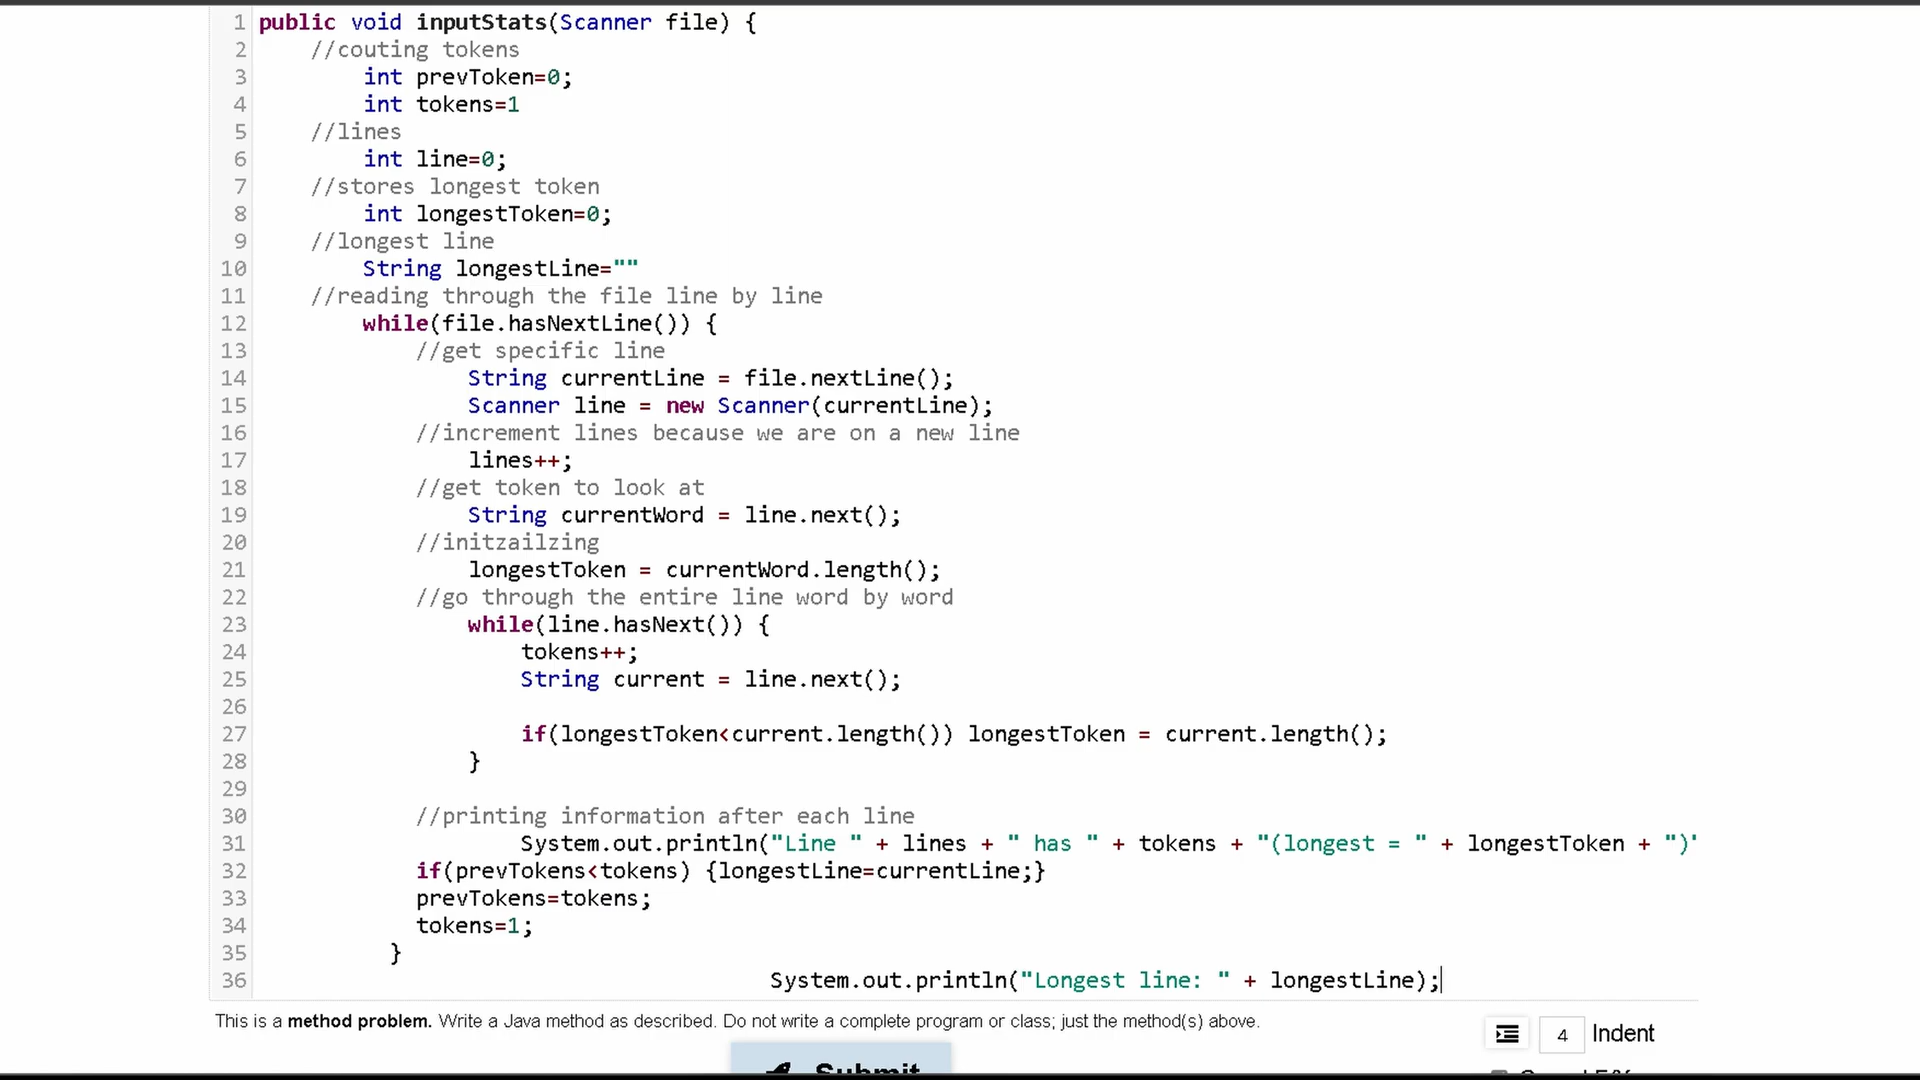 1 public void inputStats(Scanner file) {
2 //couting tokens
3 int prevToken=0;
4 int tokens=1
5 //lines
6 int line=0;
7 //stores longest token
8 int longestToken=0;
9 //longest line
10 String longestLine=""
11 //reading through the file line by line
12 while(file.hasNextLine()) {
13 //get specific line
14 String currentLine = file.nextLine();
15 Scanner line = new Scanner(currentLine);
16 //increment lines because we are on a new line
17 lines++;
18 //get token to look at
19 String currentWord = line.next();
20 //initzailzing
21 longestToken = currentWord.length();
22 //go through the entire line word by word
23 while(line.hasNext()) {
24 tokens++;
25 String current = line.next();
26
27 if(longestToken<current.length()) longestToken = current.length();
28 }
29
30 //printing information after each line
31 System.out.println("Line " + lines + " has " + tokens + "(longest = " + longestToken + ")"
32 if(prevTokens<tokens) {longestLine=currentLine;}
33 prevTokens=tokens;
34 tokens=1;
35 }
36 System.out.println("Longest line: " + longestLine);
This is a method problem. Write a Java method as described. Do not write a complete program or class; just the method(s) above.
4 Indent
Submit